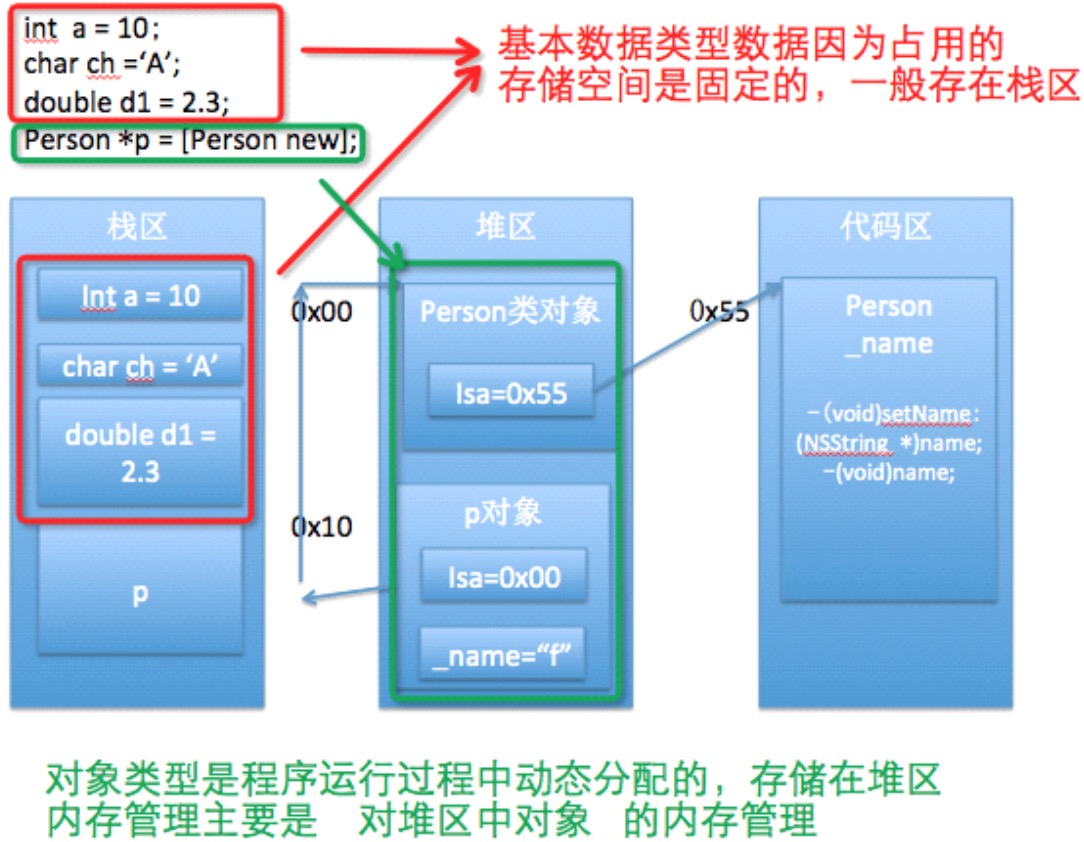 int a = 10;
char ch =‘A’;
double d1 = 2.3;
Person *p = [Person new];
基本数据类型数据因为占用的
存储空间是固定的，一般存在栈区
栈区
Int a = 10
char ch = ‘A’
double d1 =
2.3
p
0x00
0x10
堆区
Person类对象
Isa=0x55
p对象
Isa=0x00
_name=“f”
0x55
代码区
Person
_name
-(void)setName:
(NSString *)name;
-(void)name;
对象类型是程序运行过程中动态分配的，存储在堆区
内存管理主要是 对堆区中对象 的内存管理